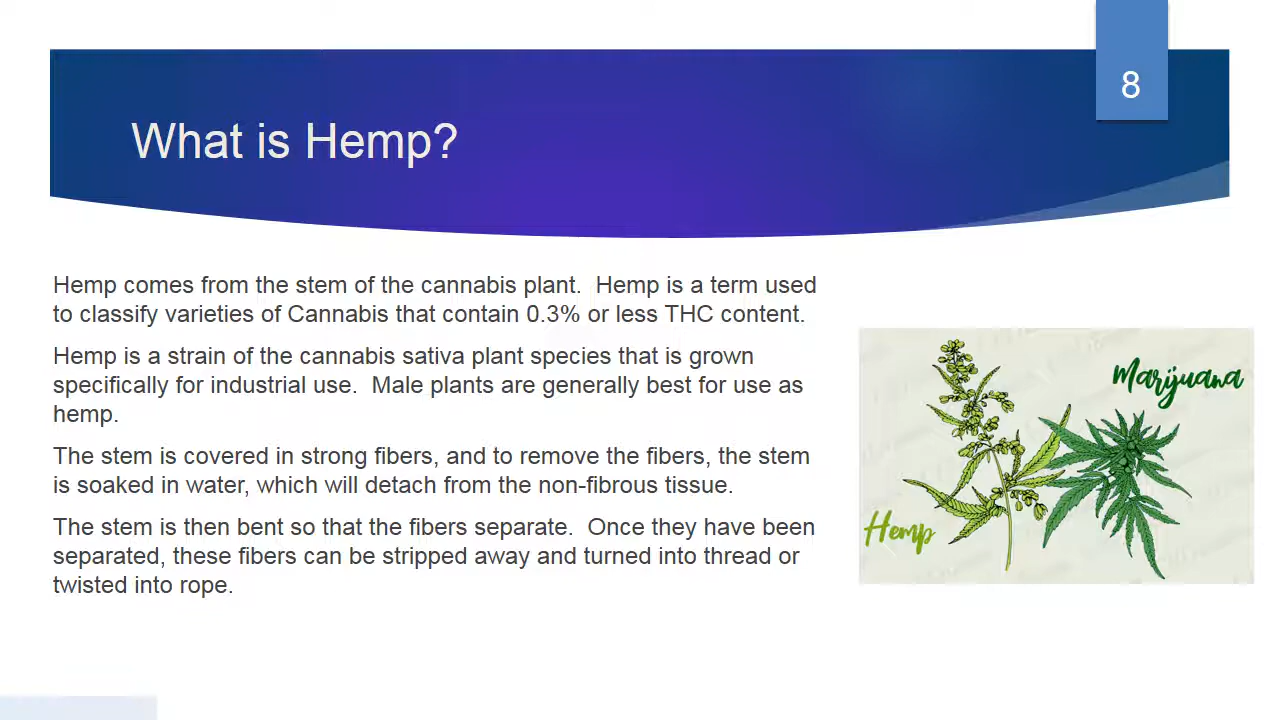 8
What is Hemp?
Hemp comes from the stem of the cannabis plant.  Hemp is a term used
to classify varieties of Cannabis that contain 0.3% or less THC content.
Hemp is a strain of the cannabis sativa plant species that is grown
specifically for industrial use.  Male plants are generally best for use as
hemp.
The stem is covered in strong fibers, and to remove the fibers, the stem
is soaked in water, which will detach from the non-fibrous tissue.
The stem is then bent so that the fibers separate.  Once they have been
separated, these fibers can be stripped away and turned into thread or
twisted into rope.
Marijuana
Hemp